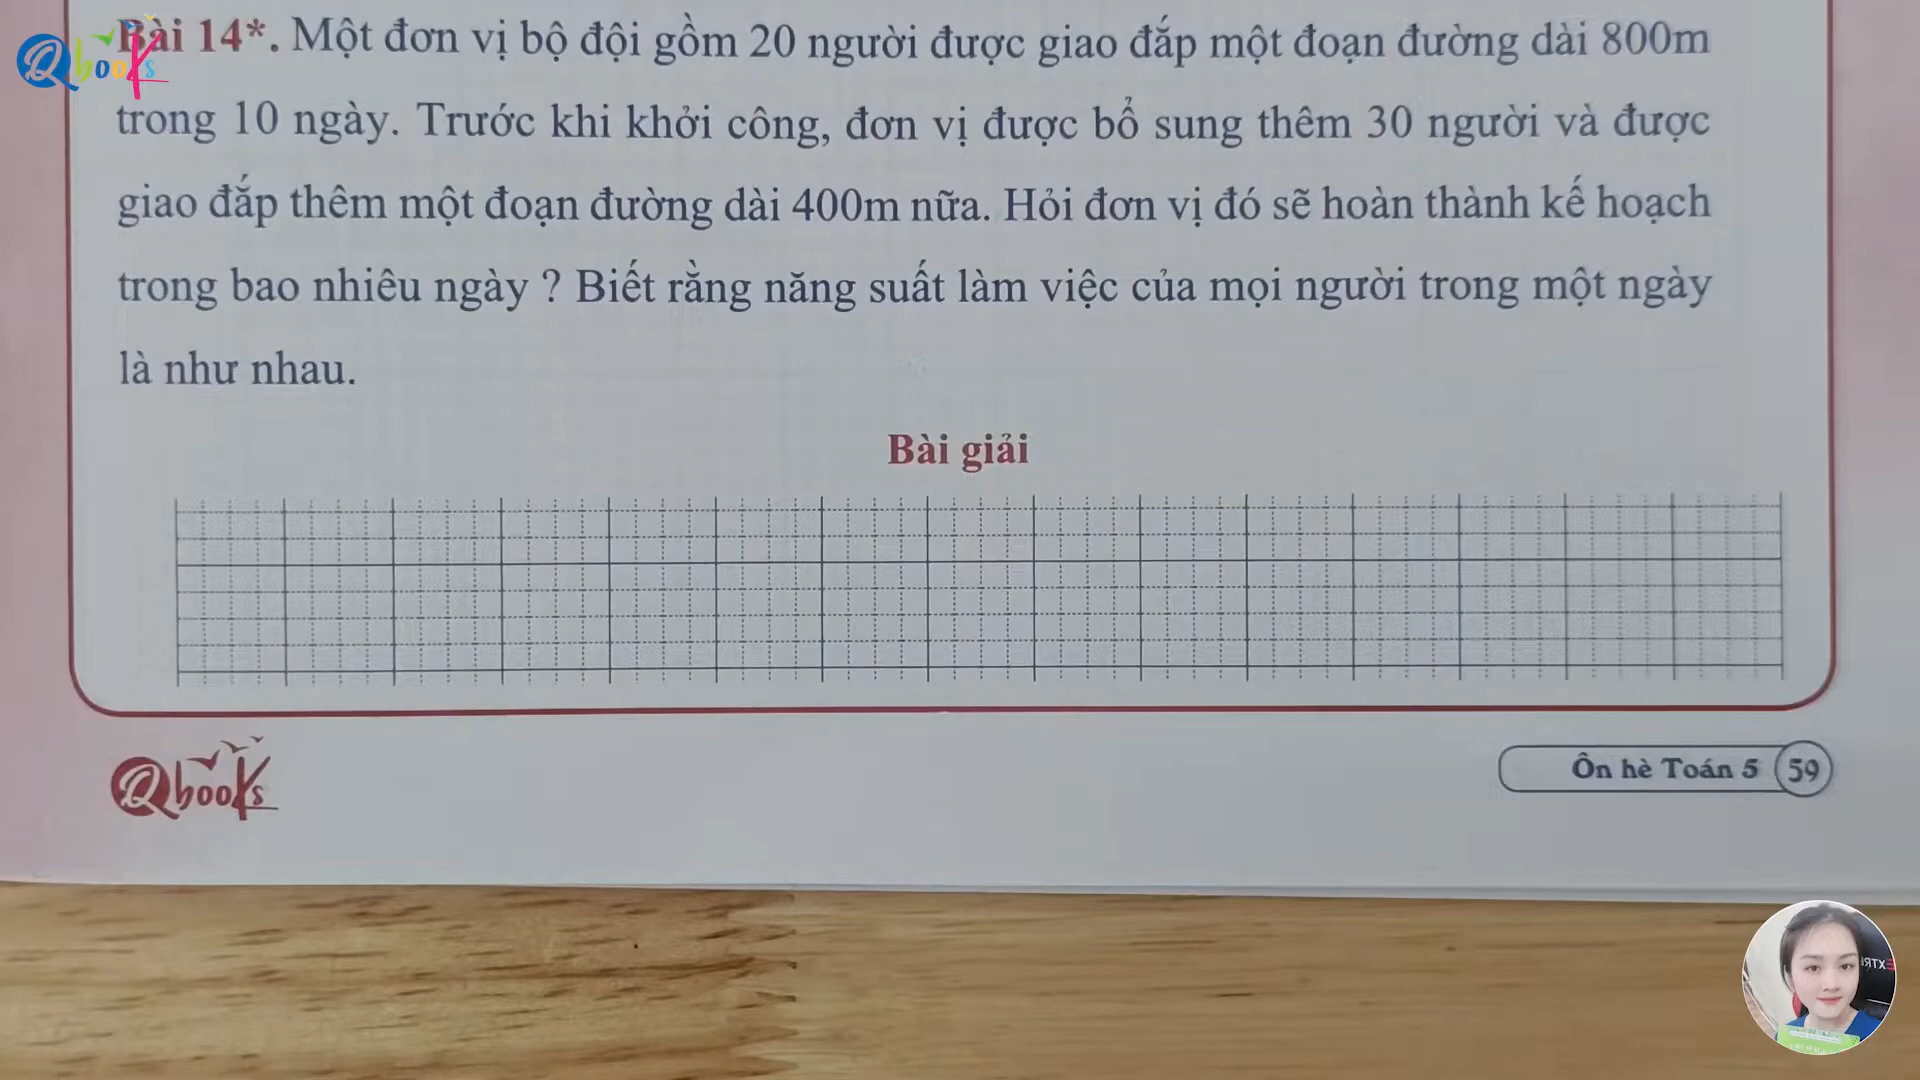 Qbooks
Bài 14*. Một đơn vị bộ đội gồm 20 người được giao đắp một đoạn đường dài 800m
trong 10 ngày. Trước khi khởi công, đơn vị được bổ sung thêm 30 người và được
giao đắp thêm một đoạn đường dài 400m nữa. Hỏi đơn vị đó sẽ hoàn thành kế hoạch
trong bao nhiêu ngày ? Biết rằng năng suất làm việc của mọi người trong một ngày
là như nhau.
Bài giải
Qbooks
Ôn hè Toán 5 59